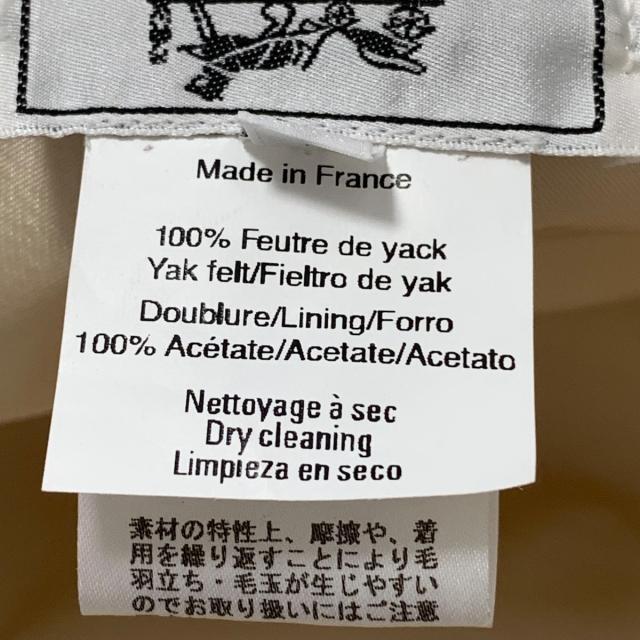 Made in France
100% Feutre de yack
Yak felt/Fieltro de yak
Doublure/Lining/Forro
100% Acétate/Acetate/Acetato
Nettoyage à sec
Dry cleaning
Limpieza en seco
素材の特性上、摩擦や、着
用を繰り返すことにより毛
羽立ち・毛玉が生じやすい
のでお取り扱いにはご注意